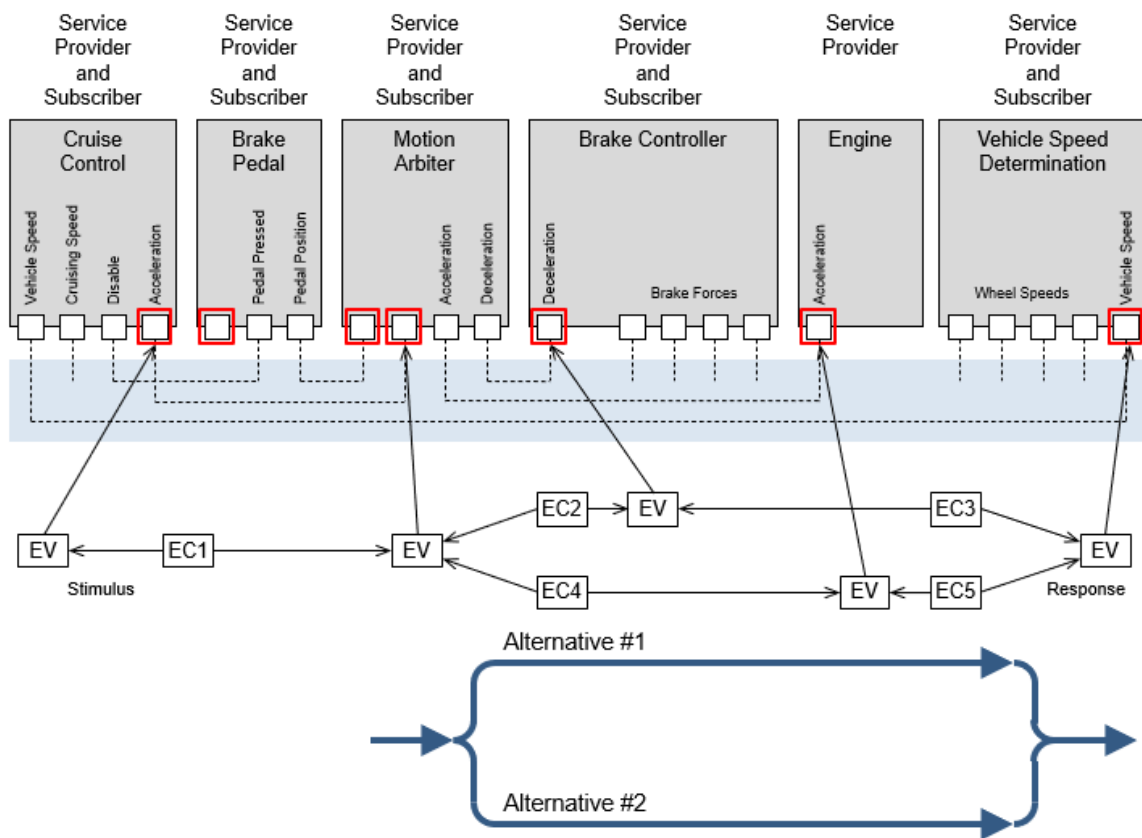 Service
Provider
and
Subscriber
Service
Provider
and
Subscriber
Service
Provider
and
Subscriber
Service
Provider
and
Subscriber
Service
Provider
Service
Provider
and
Subscriber
Cruise
Control
Brake
Pedal
Motion
Arbiter
Brake Controller
Engine
Vehicle Speed
Determination
Vehicle Speed
Cruising Speed
Disable
Acceleration
Pedal Pressed
Pedal Position
Acceleration
Deceleration
Deceleration
Brake Forces
Acceleration
Wheel Speeds
Vehicle Speed
EC2
EV
EC3
EV
EC1
EV
EV
Stimulus
EC4
EV
EC5
Response
Alternative #1
Alternative #2